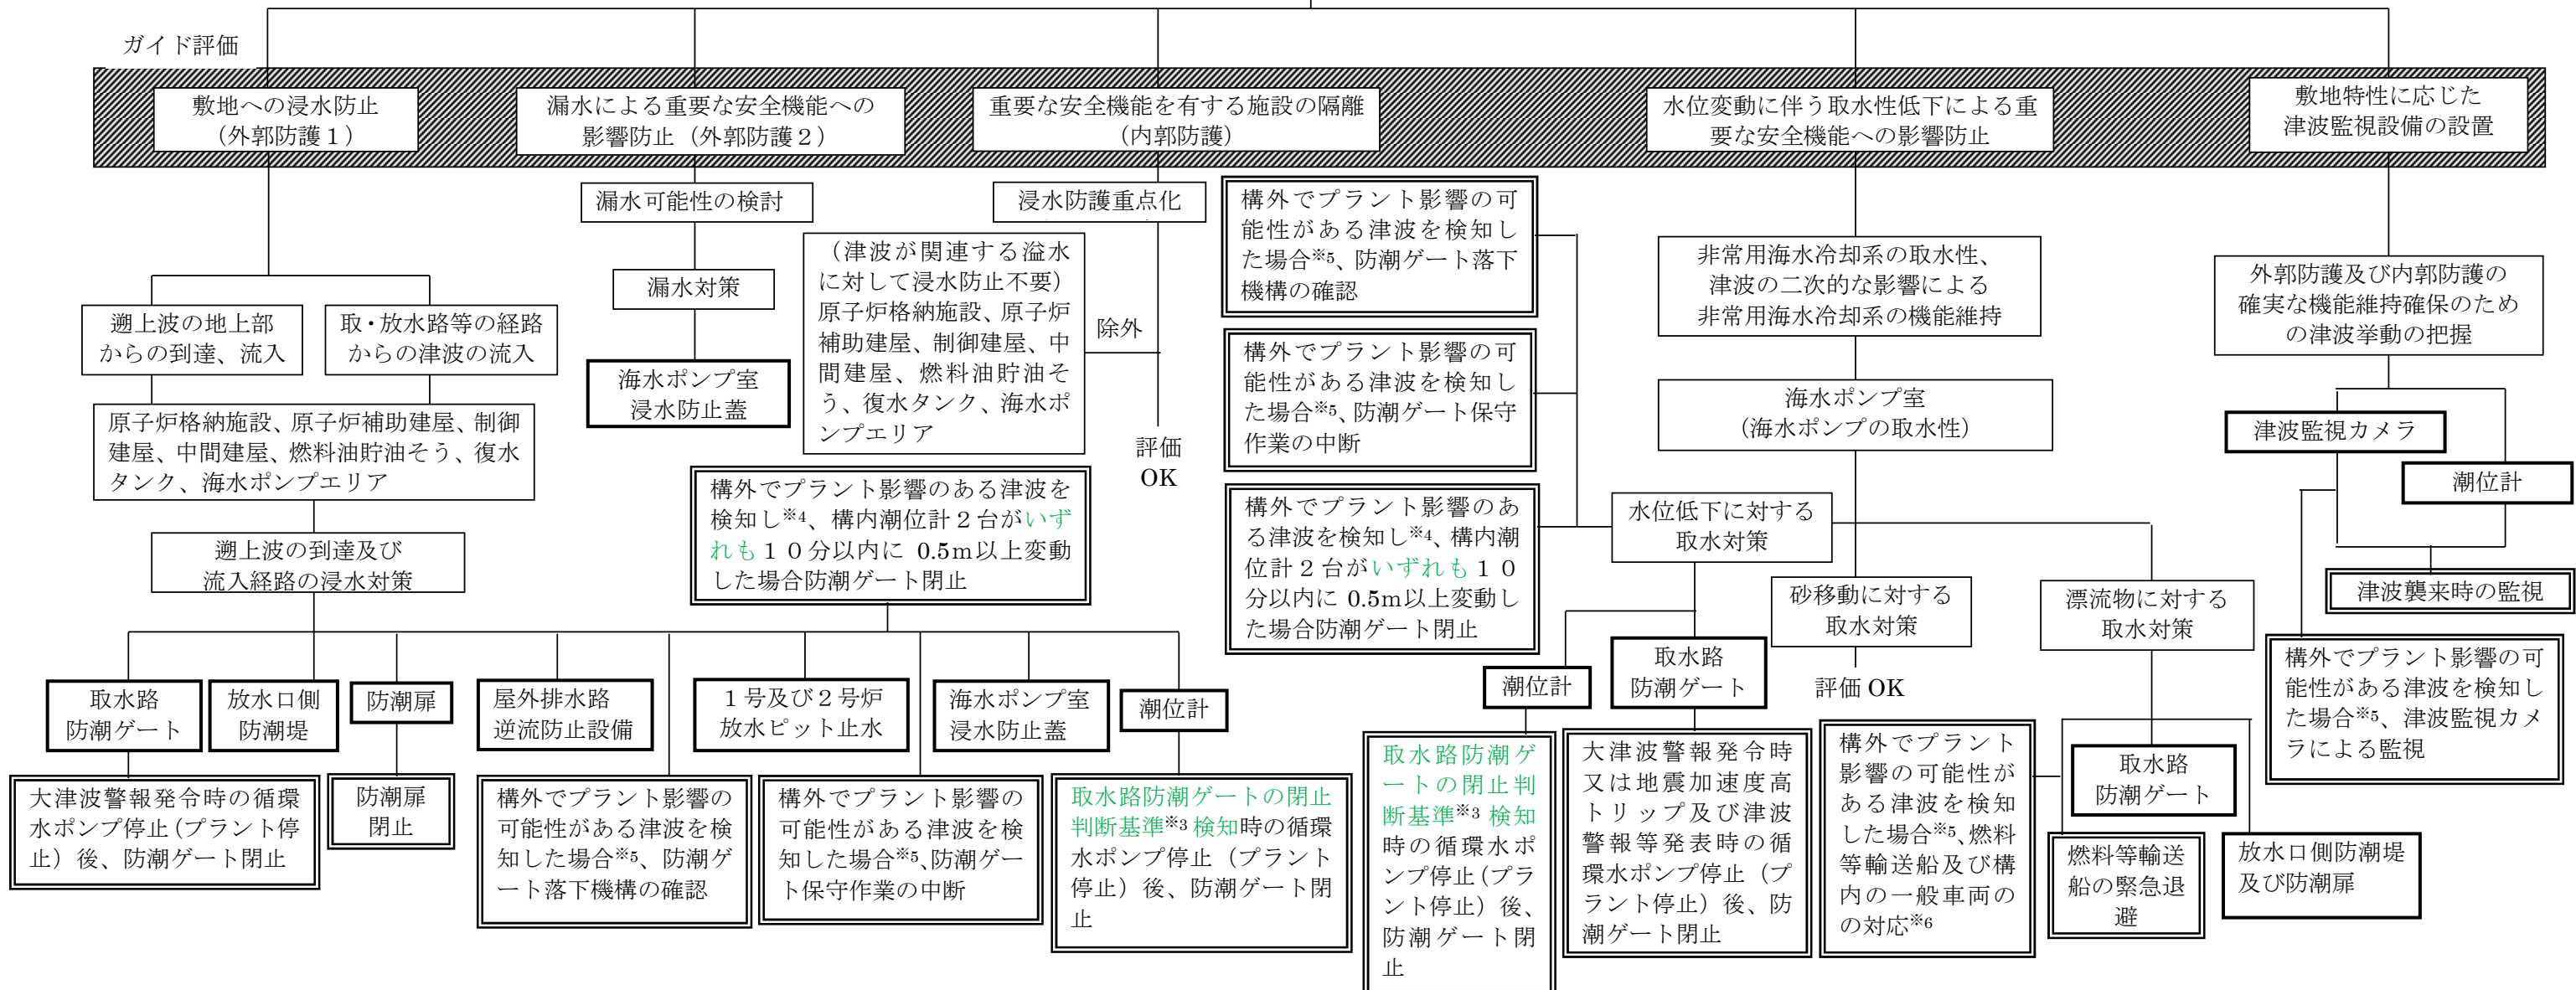 ガイド評価
敷地への浸水防止
（外郭防護１）
漏水による重要な安全機能への
影響防止（外郭防護２）
重要な安全機能を有する施設の隔離
（内郭防護）
水位変動に伴う取水性低下による重
要な安全機能への影響防止
敷地特性に応じた
津波監視設備の設置
遡上波の地上部
からの到達、流入
取・放水路等の経路
からの津波の流入
原子炉格納施設、原子炉補助建屋、制御
建屋、中間建屋、燃料油貯油そう、復水
タンク、海水ポンプエリア
遡上波の到達及び
流入経路の浸水対策
漏水可能性の検討
漏水対策
海水ポンプ室
浸水防止蓋
浸水防護重点化
（津波が関連する溢水
に対して浸水防止不要）
原子炉格納施設、原子炉
補助建屋、制御建屋、中
間建屋、燃料油貯油そ
う、復水タンク、海水ポ
ンプエリア
除外
評価
OK
構外でプラント影響のある津波を
検知し※4、構内潮位計２台がいず
れも１０分以内に 0.5m以上変動
した場合防潮ゲート閉止
取水路
防潮ゲート
放水口側
防潮堤
防潮扉
屋外排水路
逆流防止設備
１号及び２号炉
放水ピット止水
海水ポンプ室
浸水防止蓋
潮位計
大津波警報発令時の循環
水ポンプ停止（プラント停
止）後、防潮ゲート閉止
防潮扉
閉止
構外でプラント影響の
可能性がある津波を検
知した場合※5、防潮ゲ
ート落下機構の確認
構外でプラント影響の
可能性がある津波を検
知した場合※5、防潮ゲー
ト保守作業の中断
取水路防潮ゲートの閉止
判断基準※3 検知時の循環
水ポンプ停止（プラント
停止）後、防潮ゲート閉
止
構外でプラント影響の可
能性がある津波を検知し
た場合※5、防潮ゲート落下
機構の確認
構外でプラント影響の可
能性がある津波を検知し
た場合※5、防潮ゲート保守
作業の中断
構外でプラント影響のあ
る津波を検知し※4、構内潮
位計２台がいずれも１０
分以内に 0.5m以上変動し
た場合防潮ゲート閉止
非常用海水冷却系の取水性、
津波の二次的な影響による
非常用海水冷却系の機能維持
海水ポンプ室
（海水ポンプの取水性）
水位低下に対する
取水対策
砂移動に対する
取水対策
評価 OK
漂流物に対する
取水対策
潮位計
取水路
防潮ゲート
取水路防潮ゲ
ートの閉止判
断基準※3 検知
時の循環水ポ
ンプ停止（プラ
ント停止）後、
防潮ゲート閉
止
大津波警報発令時
又は地震加速度高
トリップ及び津波
警報等発表時の循
環水ポンプ停止（プ
ラント停止）後、防
潮ゲート閉止
構外でプラント
影響の可能性が
ある津波を検知
した場合※5、燃料
等輸送船及び構
内の一般車両の
の対応※6
取水路
防潮ゲート
燃料等輸送
船の緊急退
避
放水口側防潮堤
及び防潮扉
外郭防護及び内郭防護の
確実な機能維持確保のため
の津波挙動の把握
津波監視カメラ
潮位計
津波襲来時の監視
構外でプラント影響の可
能性がある津波を検知し
た場合※5、津波監視カメ
ラによる監視